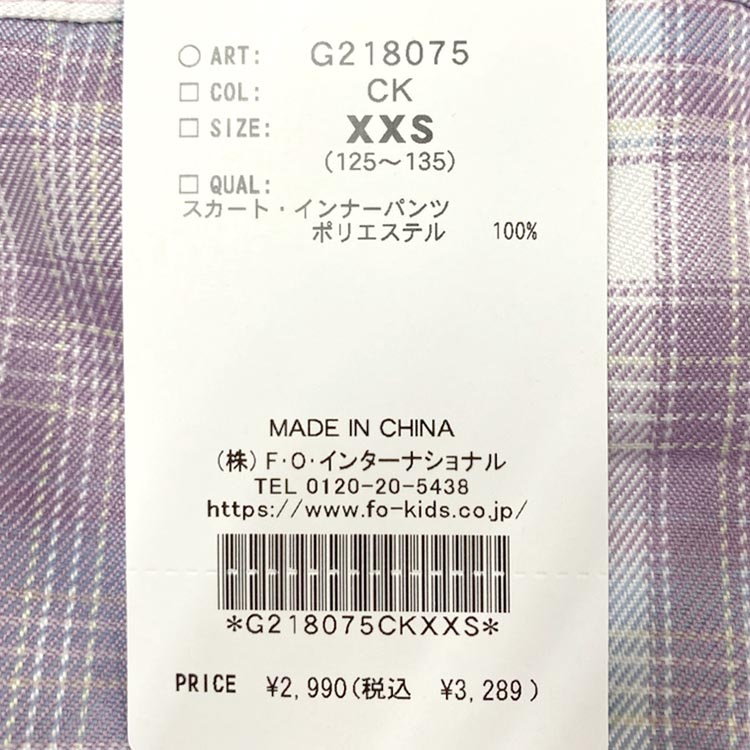 ○ ART: G218075
□ COL: CK
□ SIZE: XXS
(125～135)
□ QUAL:
スカート・インナーパンツ
ポリエステル 100%
MADE IN CHINA
(株)F・O・インターナショナル
TEL 0120-20-5438
https://www.fo-kids.co.jp/
*G218075CKXXS*
PRICE ¥2,990(税込 ¥3,289)